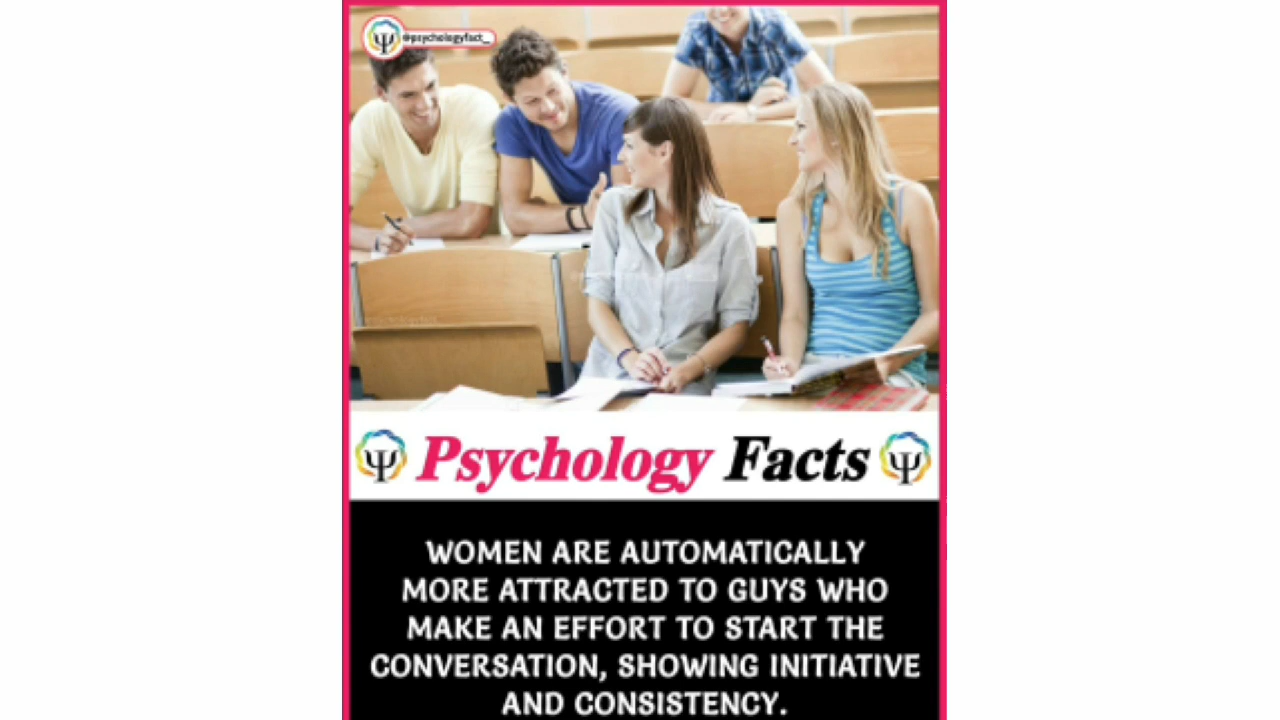 @psychologyfact_
Psychology Facts
WOMEN ARE AUTOMATICALLY
MORE ATTRACTED TO GUYS WHO
MAKE AN EFFORT TO START THE
CONVERSATION, SHOWING INITIATIVE
AND CONSISTENCY.